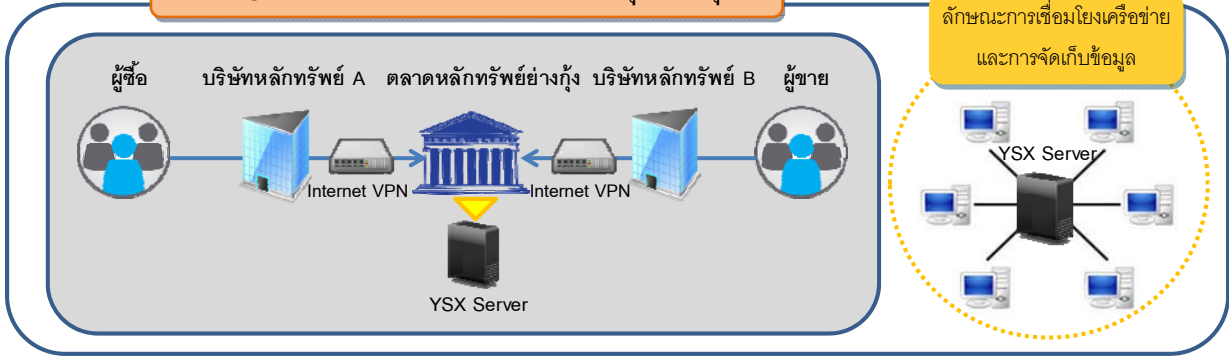 ลักษณะการเชื่อมโยงเครือข่าย
และการจัดเก็บข้อมูล
ผู้ซื้อ บริษัทหลักทรัพย์ A ตลาดหลักทรัพย์ย่างกุ้ง บริษัทหลักทรัพย์ B ผู้ขาย
Internet VPN Internet VPN
YSX Server
YSX Server